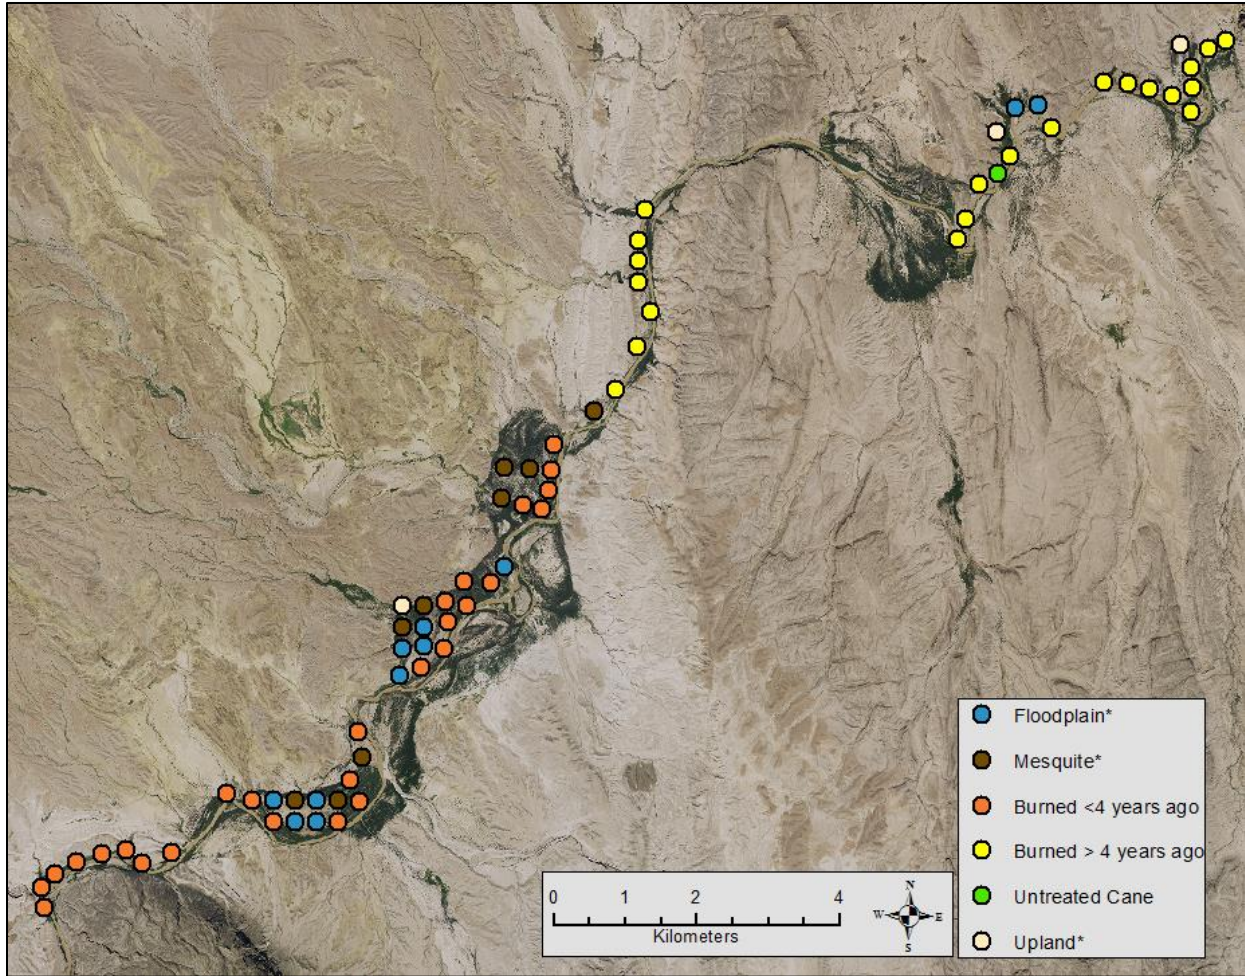 Floodplain*
Mesquite*
Burned <4 years ago
Burned > 4 years ago
Untreated Cane
Upland*
0 1 2 4
Kilometers
N
W E
S